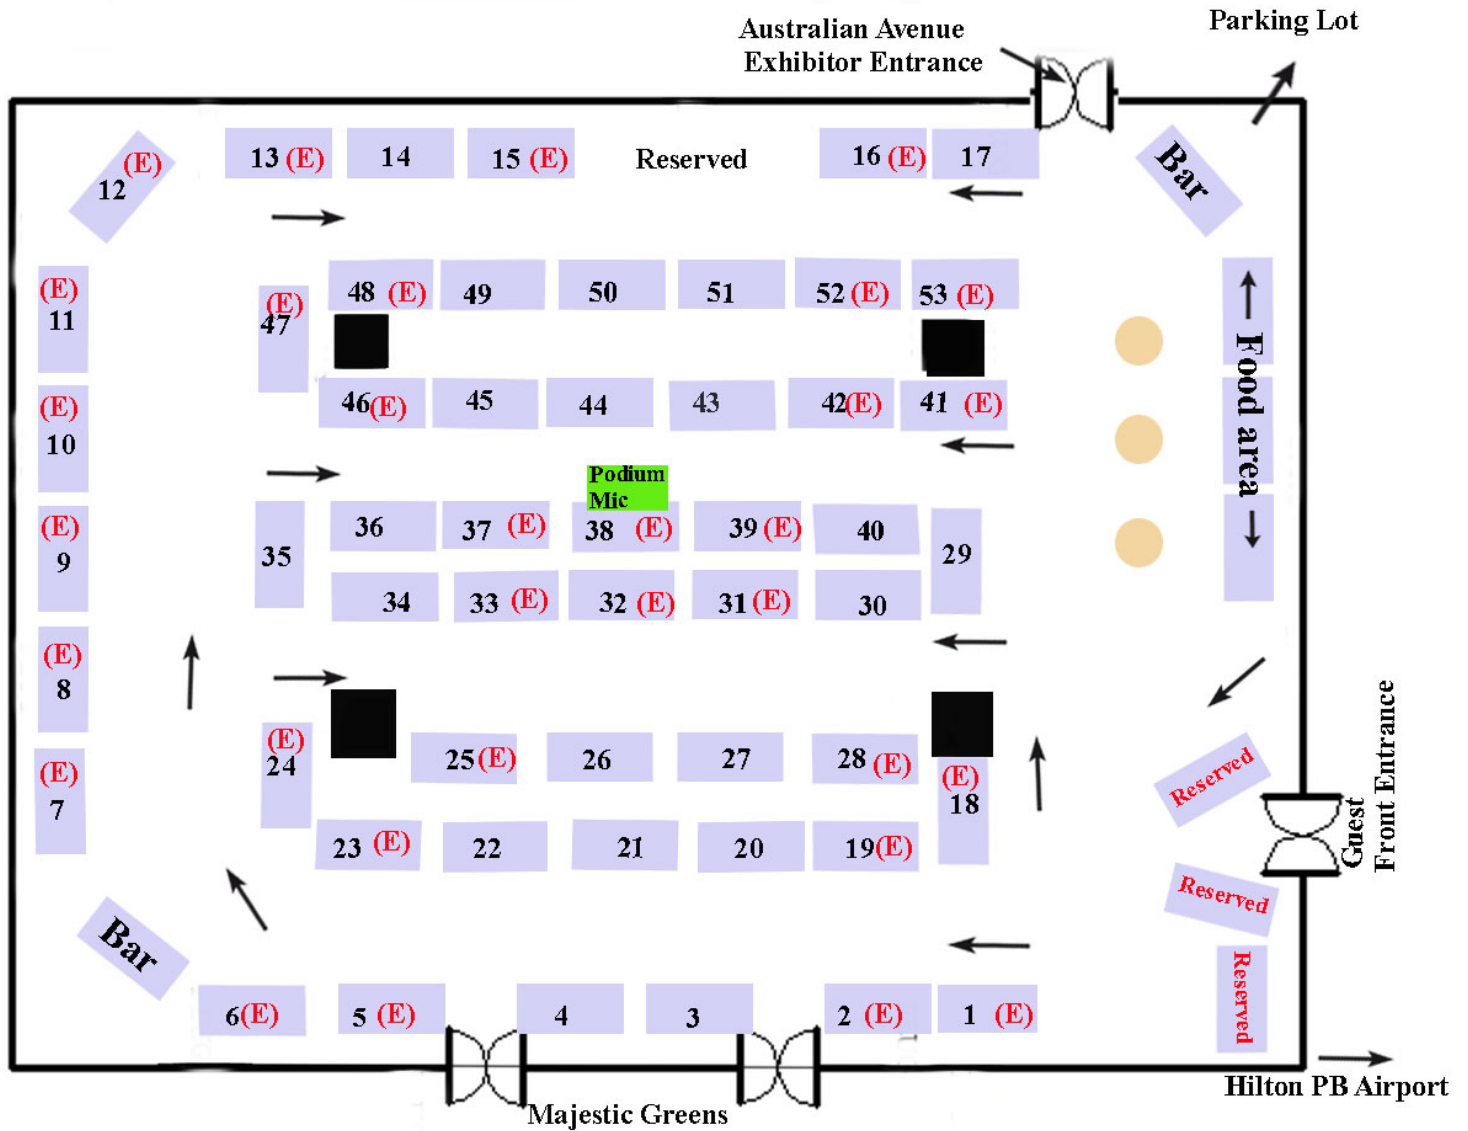 Parking Lot
Australian Avenue
Exhibitor Entrance
12 (E)
13 (E)
14
15 (E)
Reserved
16 (E)
17
Bar
(E)
11
(E)
47
48 (E)
49
50
51
52 (E)
53 (E)
Food area
(E)
10
46(E)
45
44
43
42(E)
41 (E)
Podium
Mic
(E)
9
35
36
37 (E)
38 (E)
39 (E)
40
29
34
33 (E)
32 (E)
31 (E)
30
(E)
8
(E)
24
25(E)
26
27
28 (E)
(E)
18
Reserved
Guest
Front Entrance
(E)
7
23 (E)
22
21
20
19(E)
Reserved
Bar
Reserved
6(E)
5 (E)
4
3
2 (E)
1 (E)
Majestic Greens
Hilton PB Airport